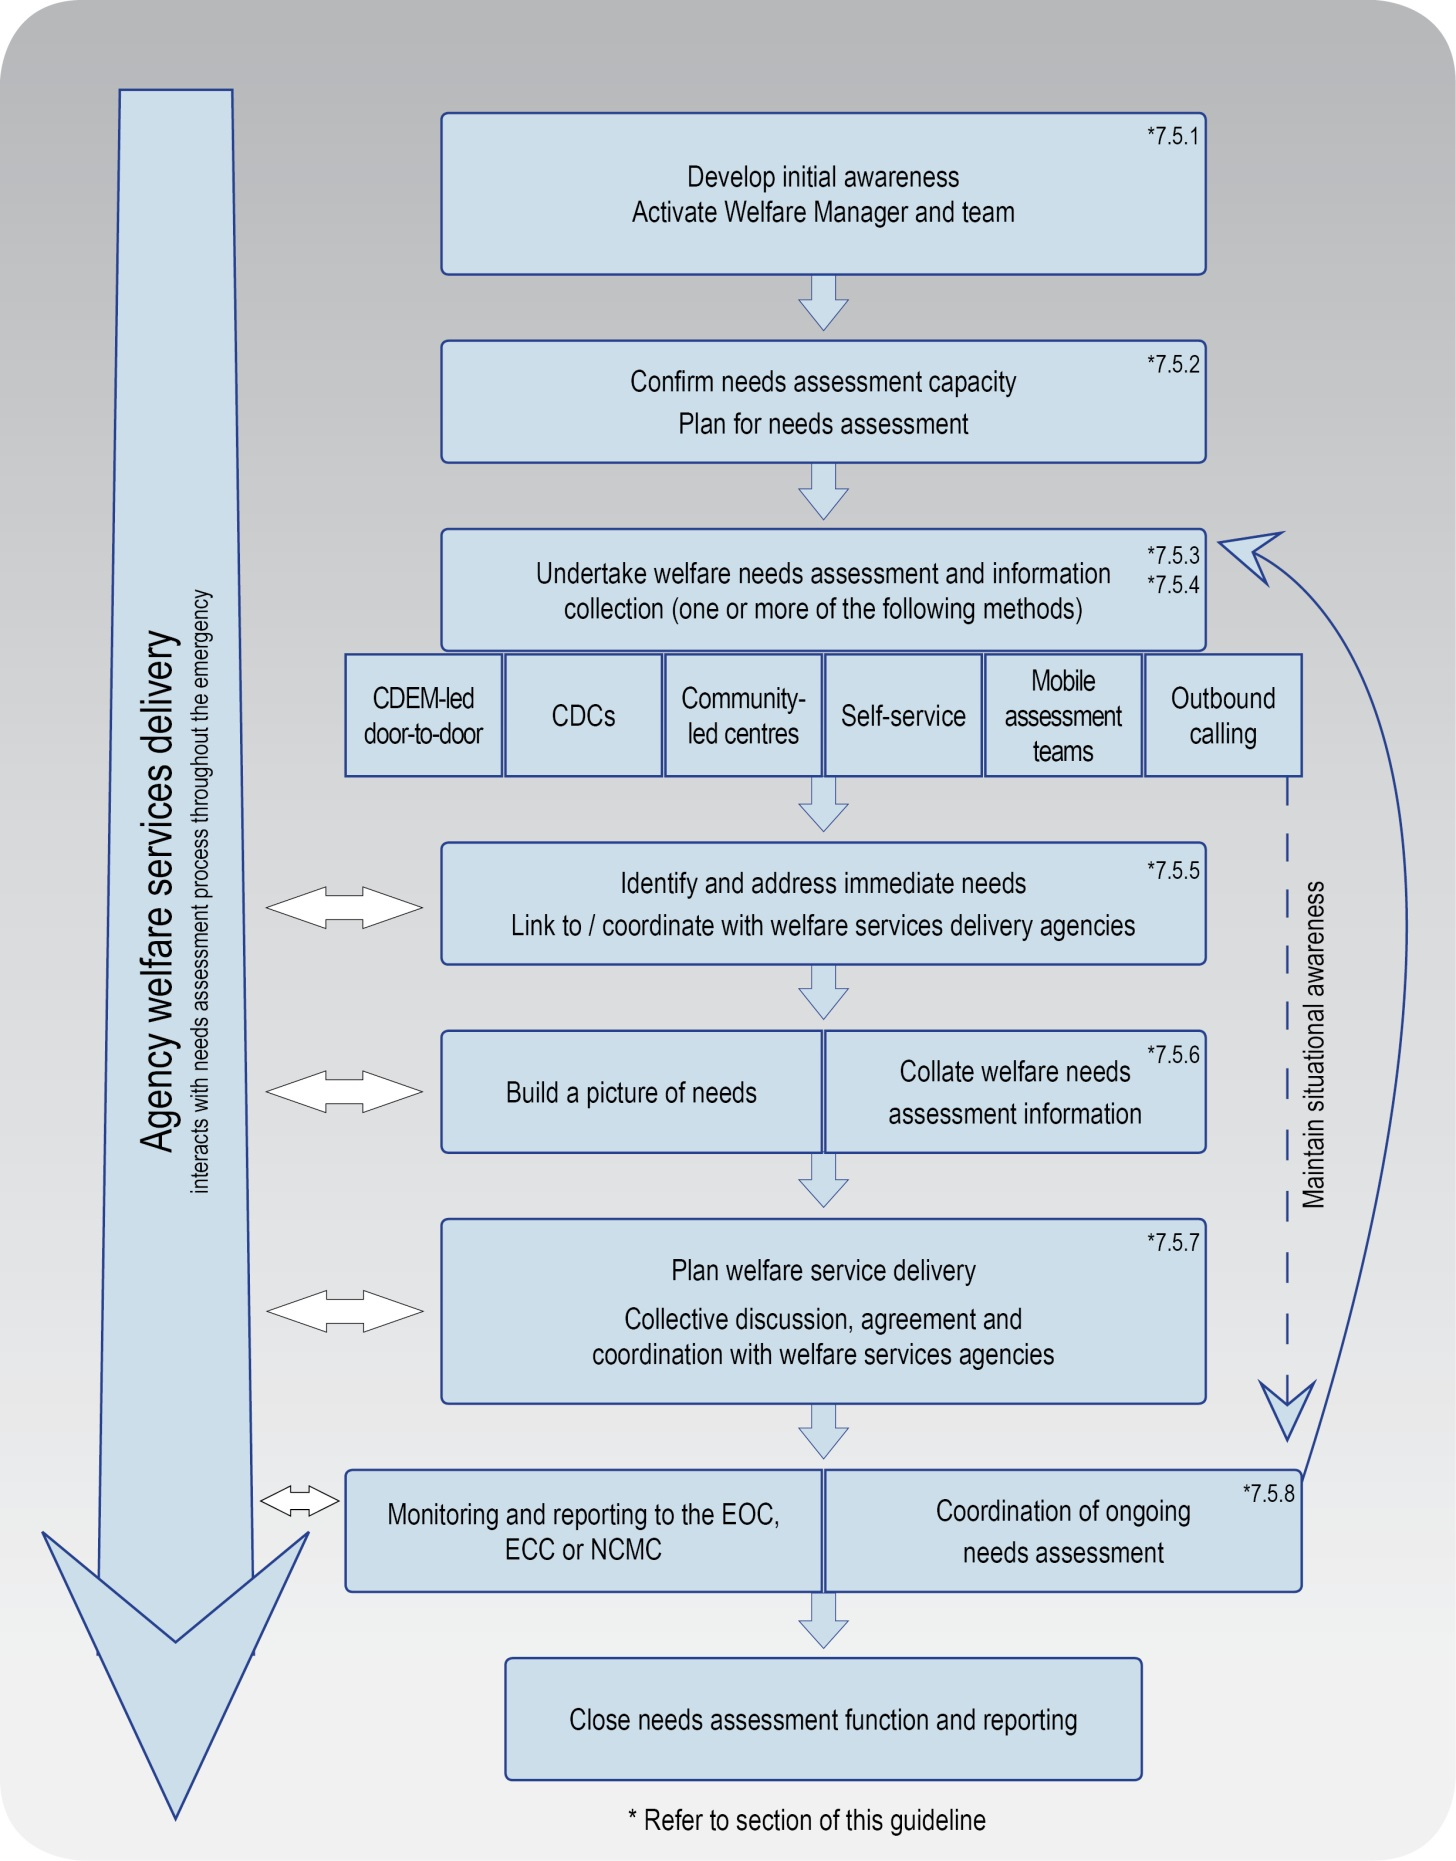 *7.5.1
Develop initial awareness
Activate Welfare Manager and team
*7.5.2
Confirm needs assessment capacity
Plan for needs assessment
*7.5.3
*7.5.4
Undertake welfare needs assessment and information
collection (one or more of the following methods)
CDEM-led
door-to-door
CDCs
Community-
led centres
Self-service
Mobile
assessment
teams
Outbound
calling
Agency welfare services delivery
interacts with needs assessment process throughout the emergency
*7.5.5
Identify and address immediate needs
Link to / coordinate with welfare services delivery agencies
Maintain situational awareness
Build a picture of needs
*7.5.6
Collate welfare needs
assessment information
*7.5.7
Plan welfare service delivery
Collective discussion, agreement and
coordination with welfare services agencies
Monitoring and reporting to the EOC,
ECC or NCMC
*7.5.8
Coordination of ongoing
needs assessment
Close needs assessment function and reporting
* Refer to section of this guideline